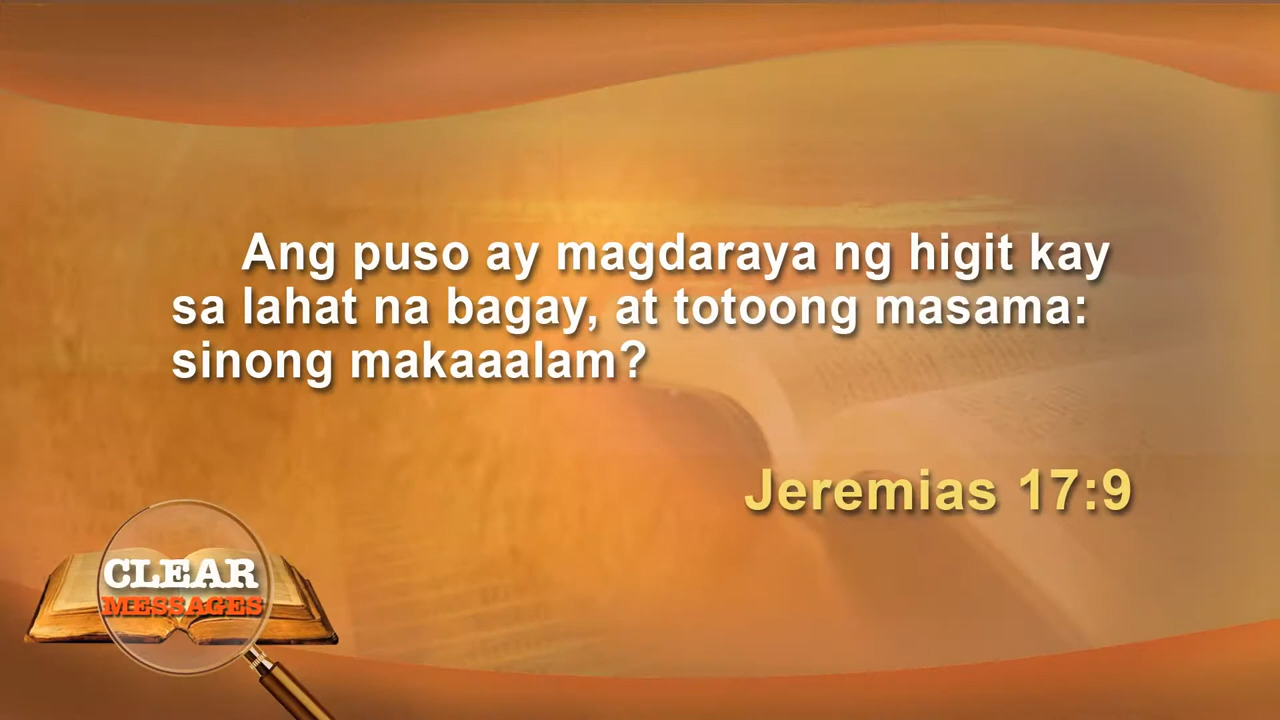 Ang puso ay magdaraya ng higit kay
sa lahat na bagay, at totoong masama:
sinong makaaalam?
Jeremias 17:9
CLEAR
MESSAGES